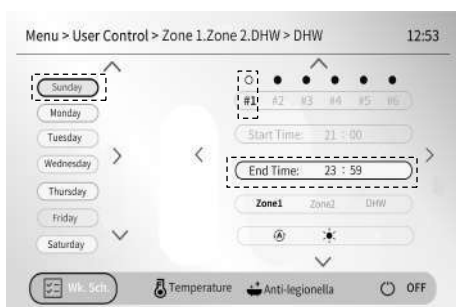 Menu > User Control > Zone 1.Zone 2.DHW > DHW 12:53
Sunday
Monday
Tuesday
Wednesday
Thursday
Friday
Saturday
#1 #2 #3 #4 #5 #6
Start Time: 21 : 00
End Time: 23 : 59
Zone1 Zone2 DHW
A
Wk. Sch. Temperature Anti-legionella OFF